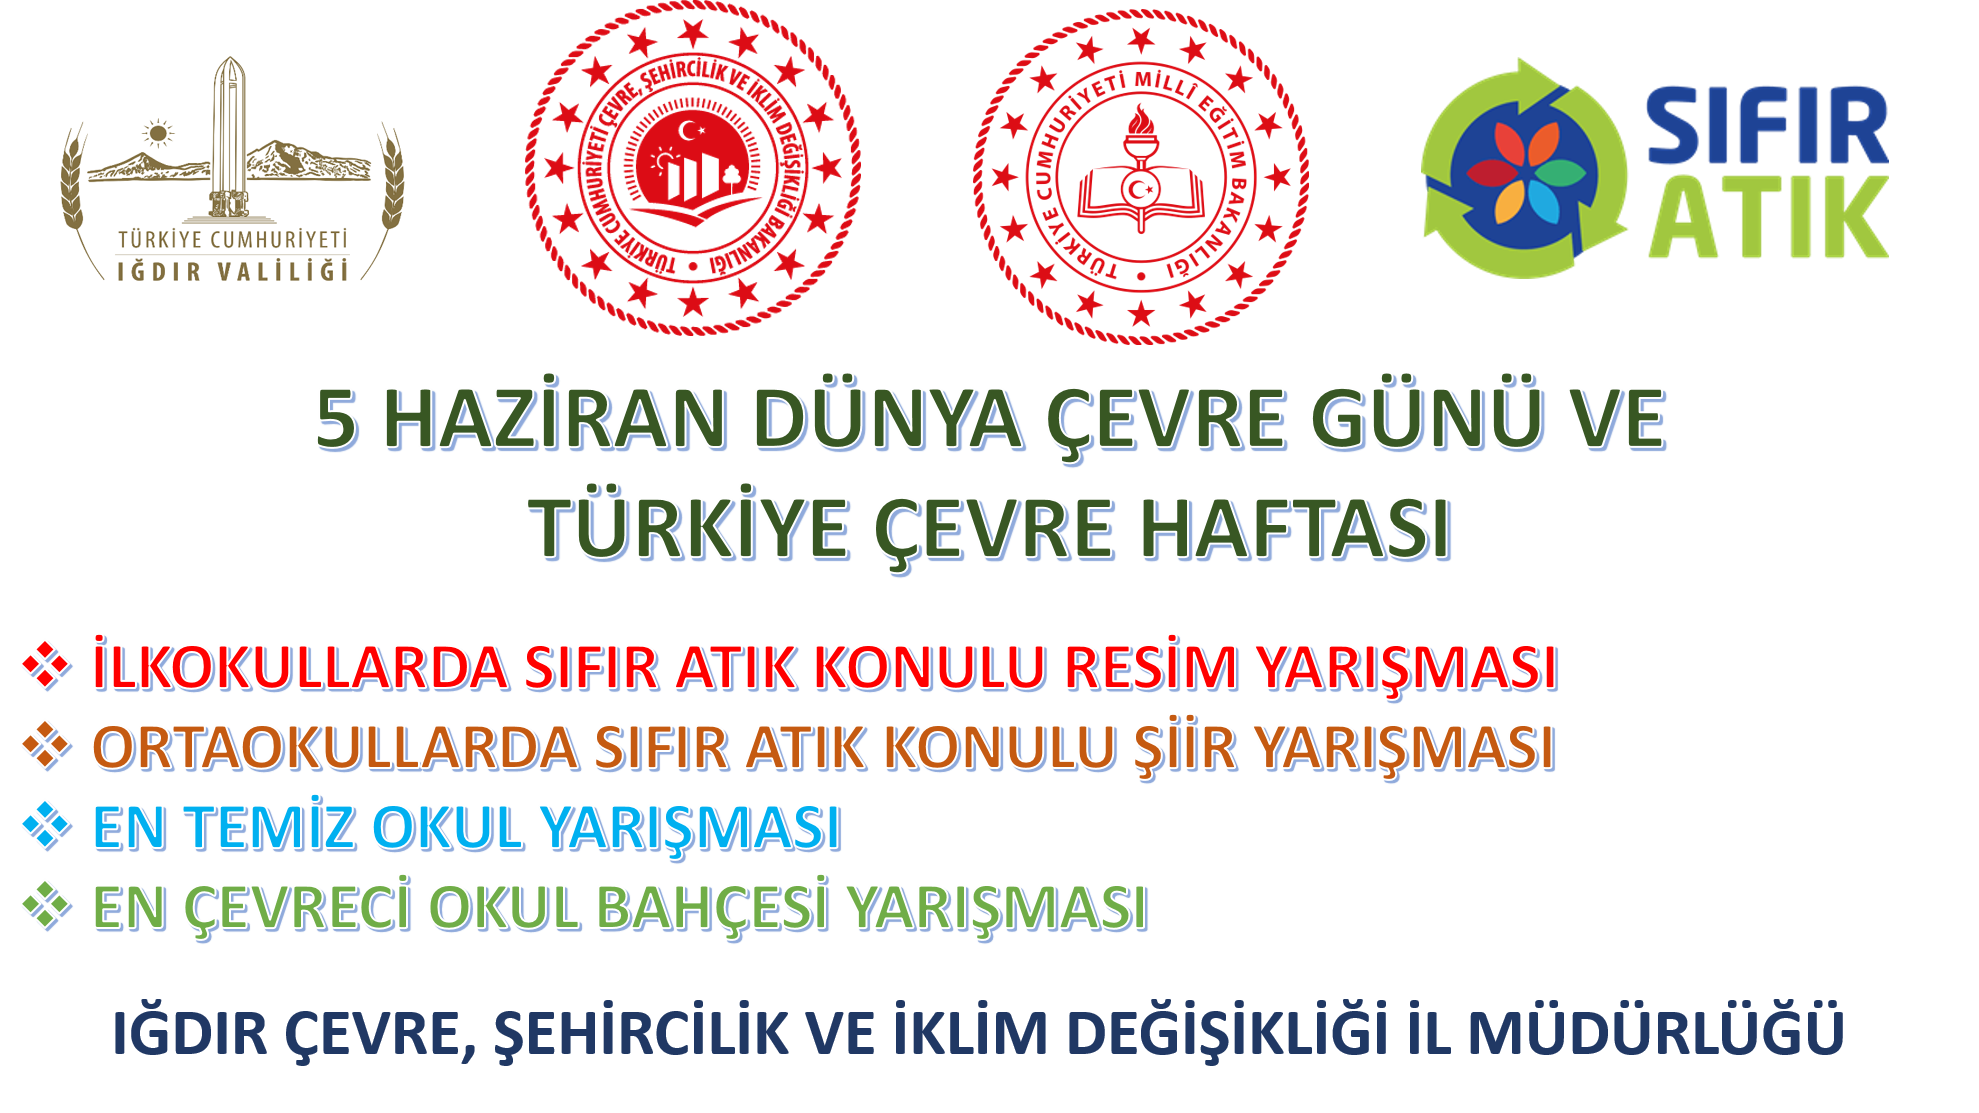 TÜRKİYE CUMHURİYETİ
IĞDIR VALİLİĞİ
TÜRKİYE CUMHURİYETİ ÇEVRE, ŞEHİRCİLİK VE İKLİM DEĞİŞİKLİĞİ BAKANLIĞI
TÜRKİYE CUMHURİYETİ MİLLÎ EĞİTİM BAKANLIĞI
SIFIR
ATIK
5 HAZİRAN DÜNYA ÇEVRE GÜNÜ VE
TÜRKİYE ÇEVRE HAFTASI
❖ İLKOKULLARDA SIFIR ATIK KONULU RESİM YARIŞMASI
❖ ORTAOKULLARDA SIFIR ATIK KONULU ŞİİR YARIŞMASI
❖ EN TEMİZ OKUL YARIŞMASI
❖ EN ÇEVRECİ OKUL BAHÇESİ YARIŞMASI
IĞDIR ÇEVRE, ŞEHİRCİLİK VE İKLİM DEĞİŞİKLİĞİ İL MÜDÜRLÜĞÜ